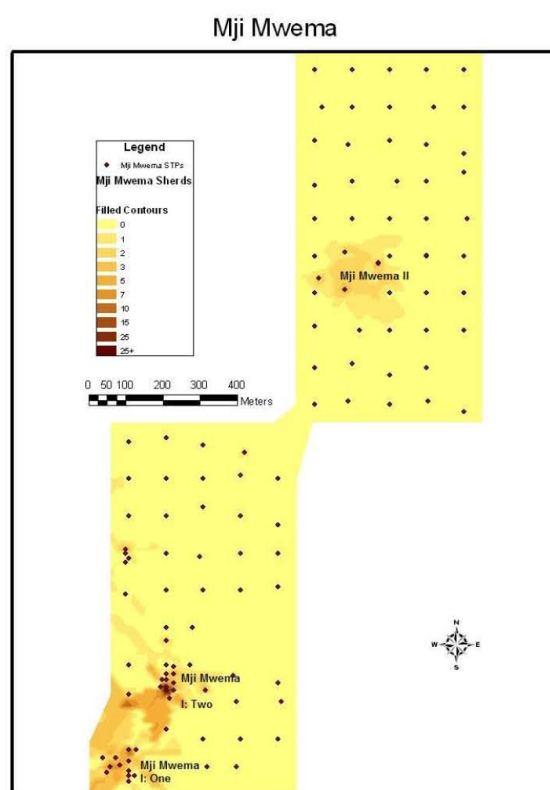 Mji Mwema
Legend
Mji Mwema STPs
Mji Mwema Sherds
Filled Contours
0
1
2
3
5
7
10
15
25
25+
0 50 100 200 300 400
Meters
Mji Mwema II
N
W E
S
Mji Mwema
I: Two
Mji Mwema
I: One